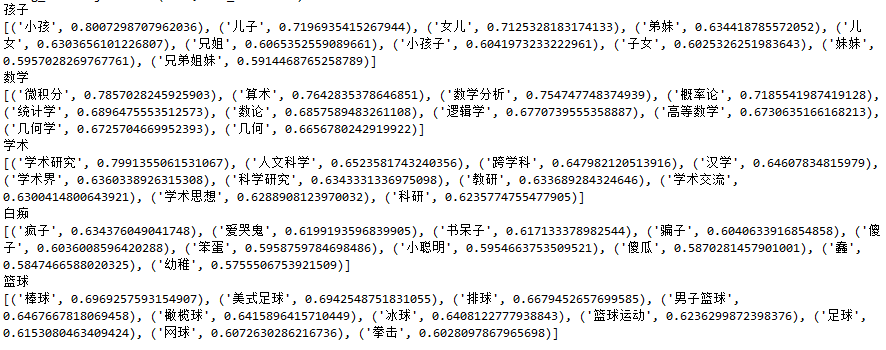 孩子
[('小孩', 0.8007298707962036), ('儿子', 0.7196935415267944), ('女儿', 0.7125328183174133), ('弟妹', 0.634418785572052), ('儿
女', 0.6303656101226807), ('兄姐', 0.6065352559089661), ('小孩子', 0.6041973233222961), ('子女', 0.6025326251983643), ('妹妹',
0.5957028269767761), ('兄弟姐妹', 0.5914468765258789)]
数学
[('微积分', 0.7857028245925903), ('算术', 0.7642835378646851), ('数学分析', 0.754747748374939), ('概率论', 0.7185541987419128),
('统计学', 0.6896475553512573), ('数论', 0.6857589483261108), ('逻辑学', 0.6770739555358887), ('高等数学', 0.6730635166168213),
('几何学', 0.6725704669952393), ('几何', 0.6656780242919922)]
学术
[('学术研究', 0.7991355061531067), ('人文科学', 0.6523581743240356), ('跨学科', 0.647982120513916), ('汉学', 0.64607834815979),
('学术界', 0.6360338926315308), ('科学研究', 0.6343331336975098), ('教研', 0.633689284324646), ('学术交流',
0.6300414800643921), ('学术思想', 0.6288908123970032), ('科研', 0.6235774755477905)]
白痴
[('疯子', 0.634376049041748), ('爱哭鬼', 0.6199193596839905), ('书呆子', 0.617133378982544), ('骗子', 0.6040633916854858), ('傻
子', 0.6036008596420288), ('笨蛋', 0.5958759784698486), ('小聪明', 0.5954663753509521), ('傻瓜', 0.5870281457901001), ('蠢',
0.5847466588020325), ('幼稚', 0.5755506753921509)]
篮球
[('棒球', 0.6969257593154907), ('美式足球', 0.6942548751831055), ('排球', 0.6679452657699585), ('男子篮球',
0.6467667818069458), ('橄榄球', 0.6415896415710449), ('冰球', 0.6408122777938843), ('篮球运动', 0.6236299872398376), ('足球',
0.6153080463409424), ('网球', 0.6072630286216736), ('拳击', 0.6028097867965698)]